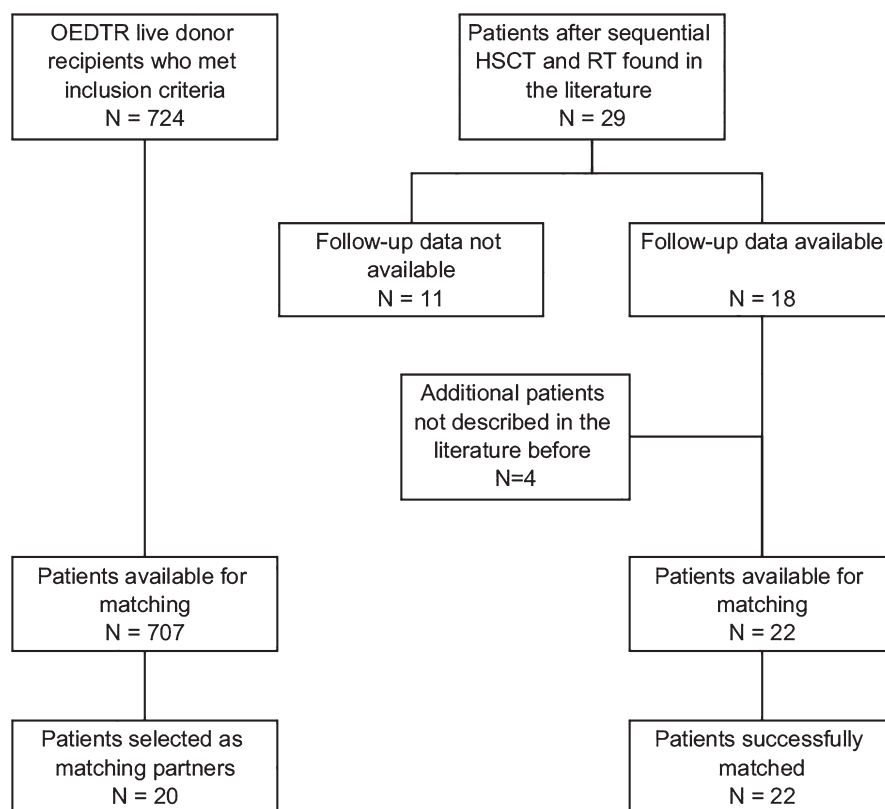 OEDTR live donor
recipients who met
inclusion criteria
N = 724
Patients after sequential
HSCT and RT found in
the literature
N = 29
Follow-up data not
available
N = 11
Follow-up data available
N = 18
Additional patients
not described in the
literature before
N=4
Patients available for
matching
N = 707
Patients available for
matching
N = 22
Patients selected as
matching partners
N = 20
Patients successfully
matched
N = 22